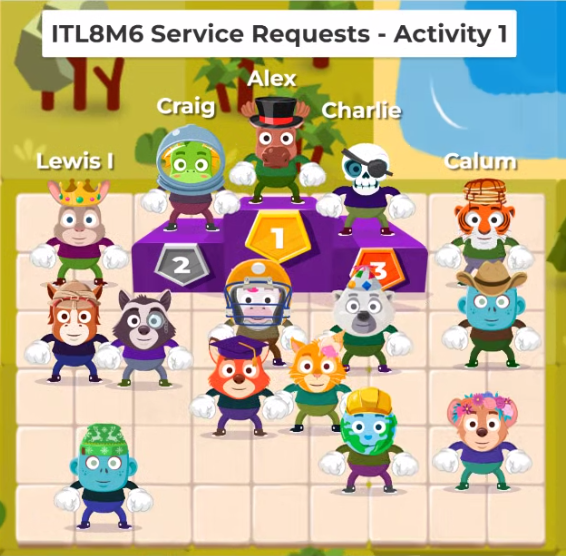 ITL8M6 Service Requests - Activity 1
Alex
Craig
Charlie
Lewis I
Calum
1
2
3